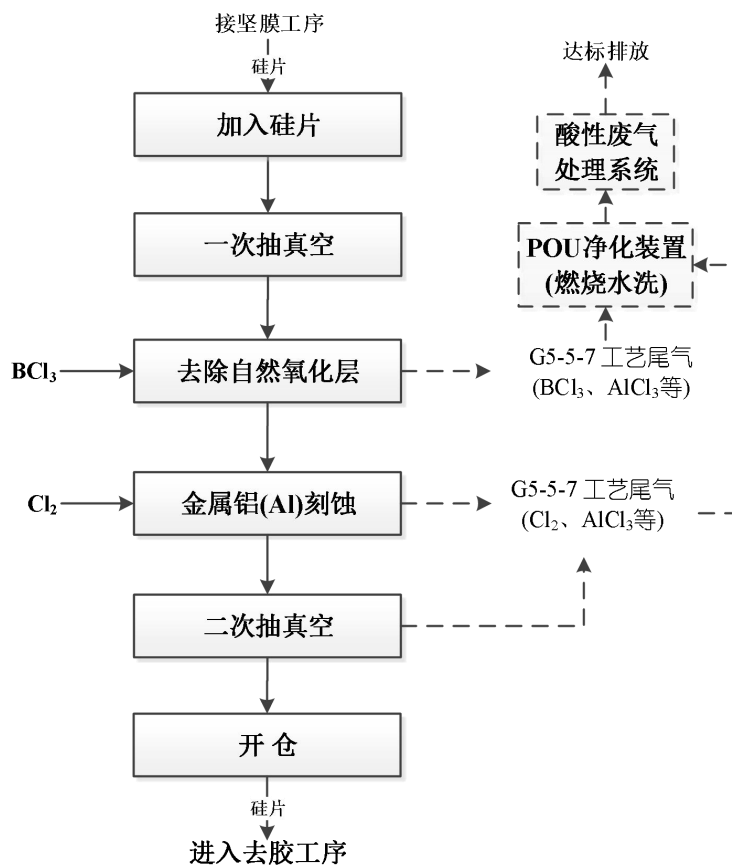 接坚膜工序
硅片
加入硅片
一次抽真空
BCl₃
去除自然氧化层
Cl₂
金属铝(Al)刻蚀
二次抽真空
开 仓
硅片
进入去胶工序
达标排放
酸性废气
处理系统
POU净化装置
(燃烧水洗)
G5-5-7 工艺尾气
(BCl₃、AlCl₃等)
G5-5-7 工艺尾气
(Cl₂、AlCl₃等)